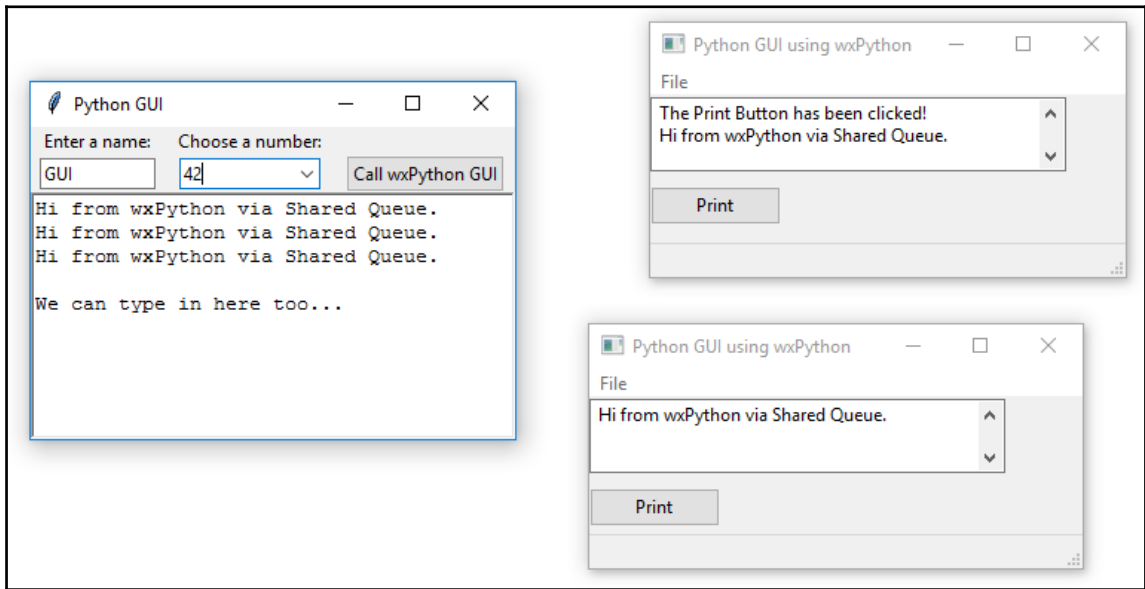 Python GUI
Enter a name: Choose a number:
GUI 42 Call wxPython GUI
Hi from wxPython via Shared Queue.
Hi from wxPython via Shared Queue.
Hi from wxPython via Shared Queue.
We can type in here too...
Python GUI using wxPython
File
The Print Button has been clicked!
Hi from wxPython via Shared Queue.
Print
Python GUI using wxPython
File
Hi from wxPython via Shared Queue.
Print